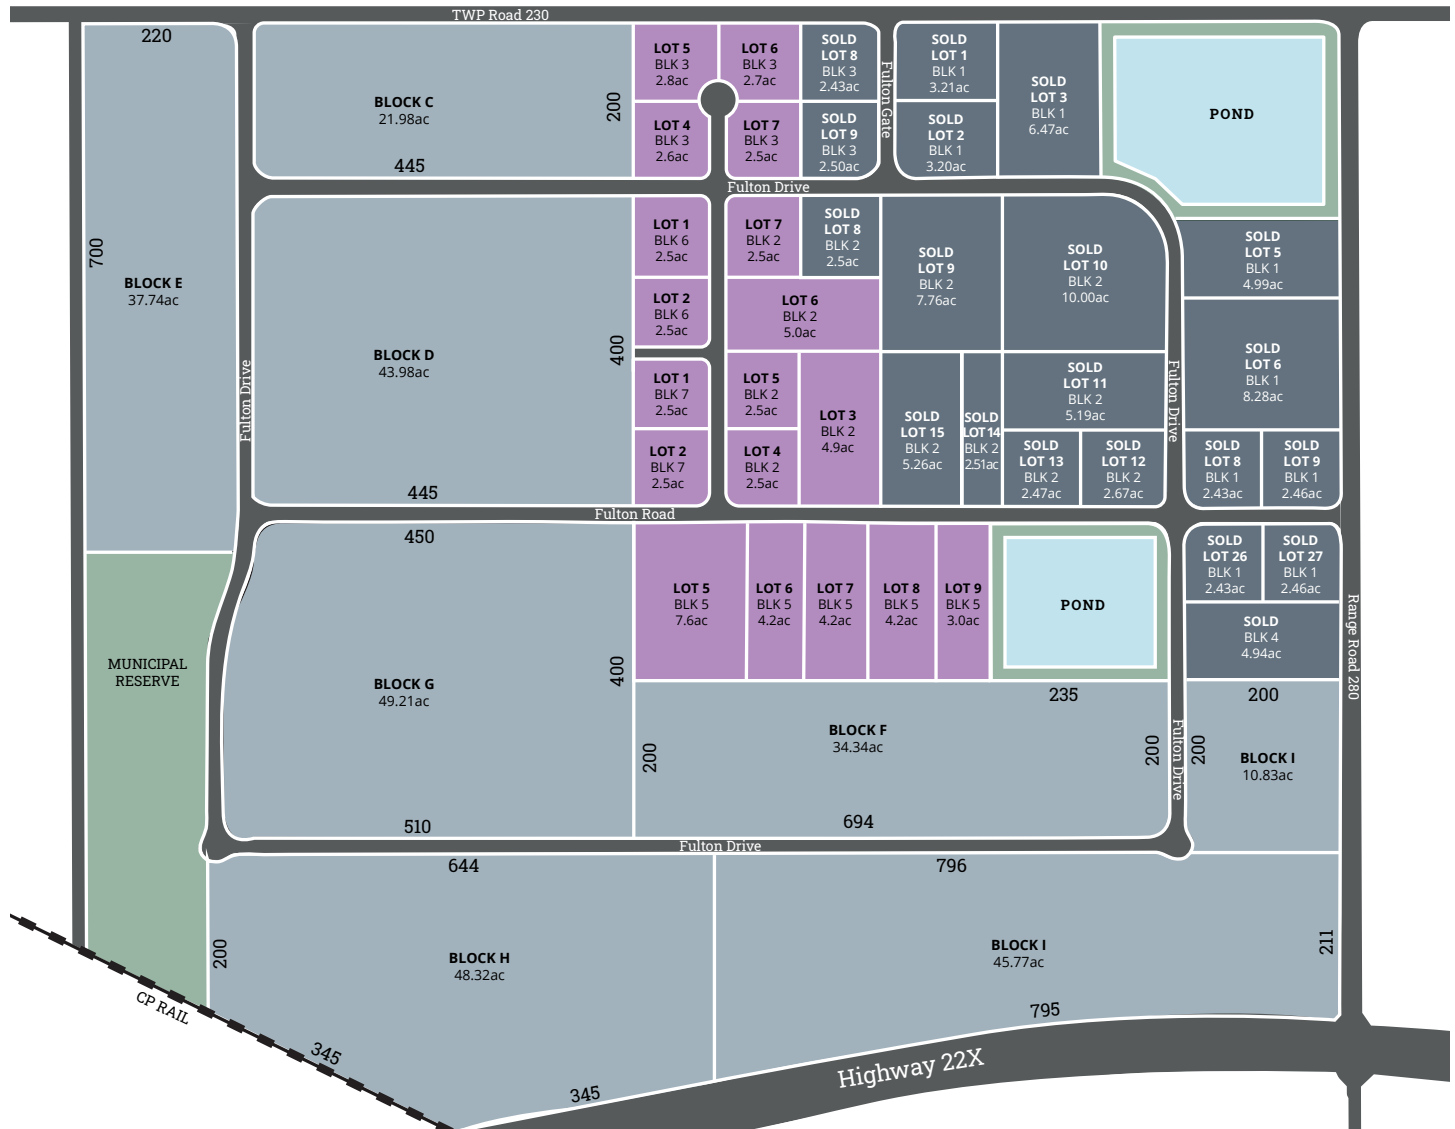 TWP Road 230
220
700
BLOCK E
37.74ac
BLOCK C
21.98ac
200
445
LOT 5
BLK 3
2.8ac
LOT 6
BLK 3
2.7ac
LOT 4
BLK 3
2.6ac
LOT 7
BLK 3
2.5ac
SOLD
LOT 8
BLK 3
2.43ac
SOLD
LOT 9
BLK 3
2.50ac
Fulton Gate
SOLD
LOT 1
BLK 1
3.21ac
SOLD
LOT 2
BLK 1
3.20ac
SOLD
LOT 3
BLK 1
6.47ac
POND
Fulton Drive
Fulton Drive
BLOCK D
43.98ac
400
445
LOT 1
BLK 6
2.5ac
LOT 2
BLK 6
2.5ac
LOT 1
BLK 7
2.5ac
LOT 2
BLK 7
2.5ac
LOT 7
BLK 2
2.5ac
SOLD
LOT 8
BLK 2
2.5ac
LOT 6
BLK 2
5.0ac
LOT 5
BLK 2
2.5ac
LOT 4
BLK 2
2.5ac
LOT 3
BLK 2
4.9ac
SOLD
LOT 9
BLK 2
7.76ac
SOLD
LOT 10
BLK 2
10.00ac
SOLD
LOT 15
BLK 2
5.26ac
SOLD
LOT 14
BLK 2
2.51ac
SOLD
LOT 11
BLK 2
5.19ac
SOLD
LOT 13
BLK 2
2.47ac
SOLD
LOT 12
BLK 2
2.67ac
Fulton Drive
SOLD
LOT 5
BLK 1
4.99ac
SOLD
LOT 6
BLK 1
8.28ac
SOLD
LOT 8
BLK 1
2.43ac
SOLD
LOT 9
BLK 1
2.46ac
Fulton Road
MUNICIPAL
RESERVE
450
BLOCK G
49.21ac
400
510
LOT 5
BLK 5
7.6ac
LOT 6
BLK 5
4.2ac
LOT 7
BLK 5
4.2ac
LOT 8
BLK 5
4.2ac
LOT 9
BLK 5
3.0ac
POND
235
BLOCK F
34.34ac
200
200
694
Fulton Drive
SOLD
LOT 26
BLK 1
2.43ac
SOLD
LOT 27
BLK 1
2.46ac
SOLD
BLK 4
4.94ac
200
200
BLOCK I
10.83ac
Range Road 280
Fulton Drive
644
200
BLOCK H
48.32ac
345
345
796
BLOCK I
45.77ac
211
795
CP RAIL
Highway 22X